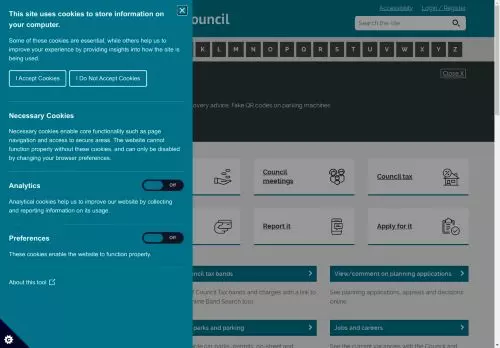 This site uses cookies to store information on
your computer.
Some of these cookies are essential, while others help us to
improve your experience by providing insights into how the site is
being used.
I Accept Cookies
I Do Not Accept Cookies
Necessary Cookies
Necessary cookies enable core functionality such as page
navigation and access to secure areas. The website cannot
function properly without these cookies, and can only be disabled
by changing your browser preferences.
Analytics
Off
Analytical cookies help us to improve our website by collecting
and reporting information on its usage.
Preferences
Off
These cookies enable the website to function properly.
About this tool
Accessibility
Login / Register
ouncil
Search the site
K L M N O P Q R S T U V W X Y Z
Close X
overy advice. Fake QR codes on parking machines
Council
meetings
Council tax
Report it
Apply for it
cil tax bands
View/comment on planning applications
of Council Tax bands and charges with a link to
Online Band Search tool
See planning applications, appeals and decisions
online.
parks and parking
Jobs and careers
See the current vacancies with the Council and